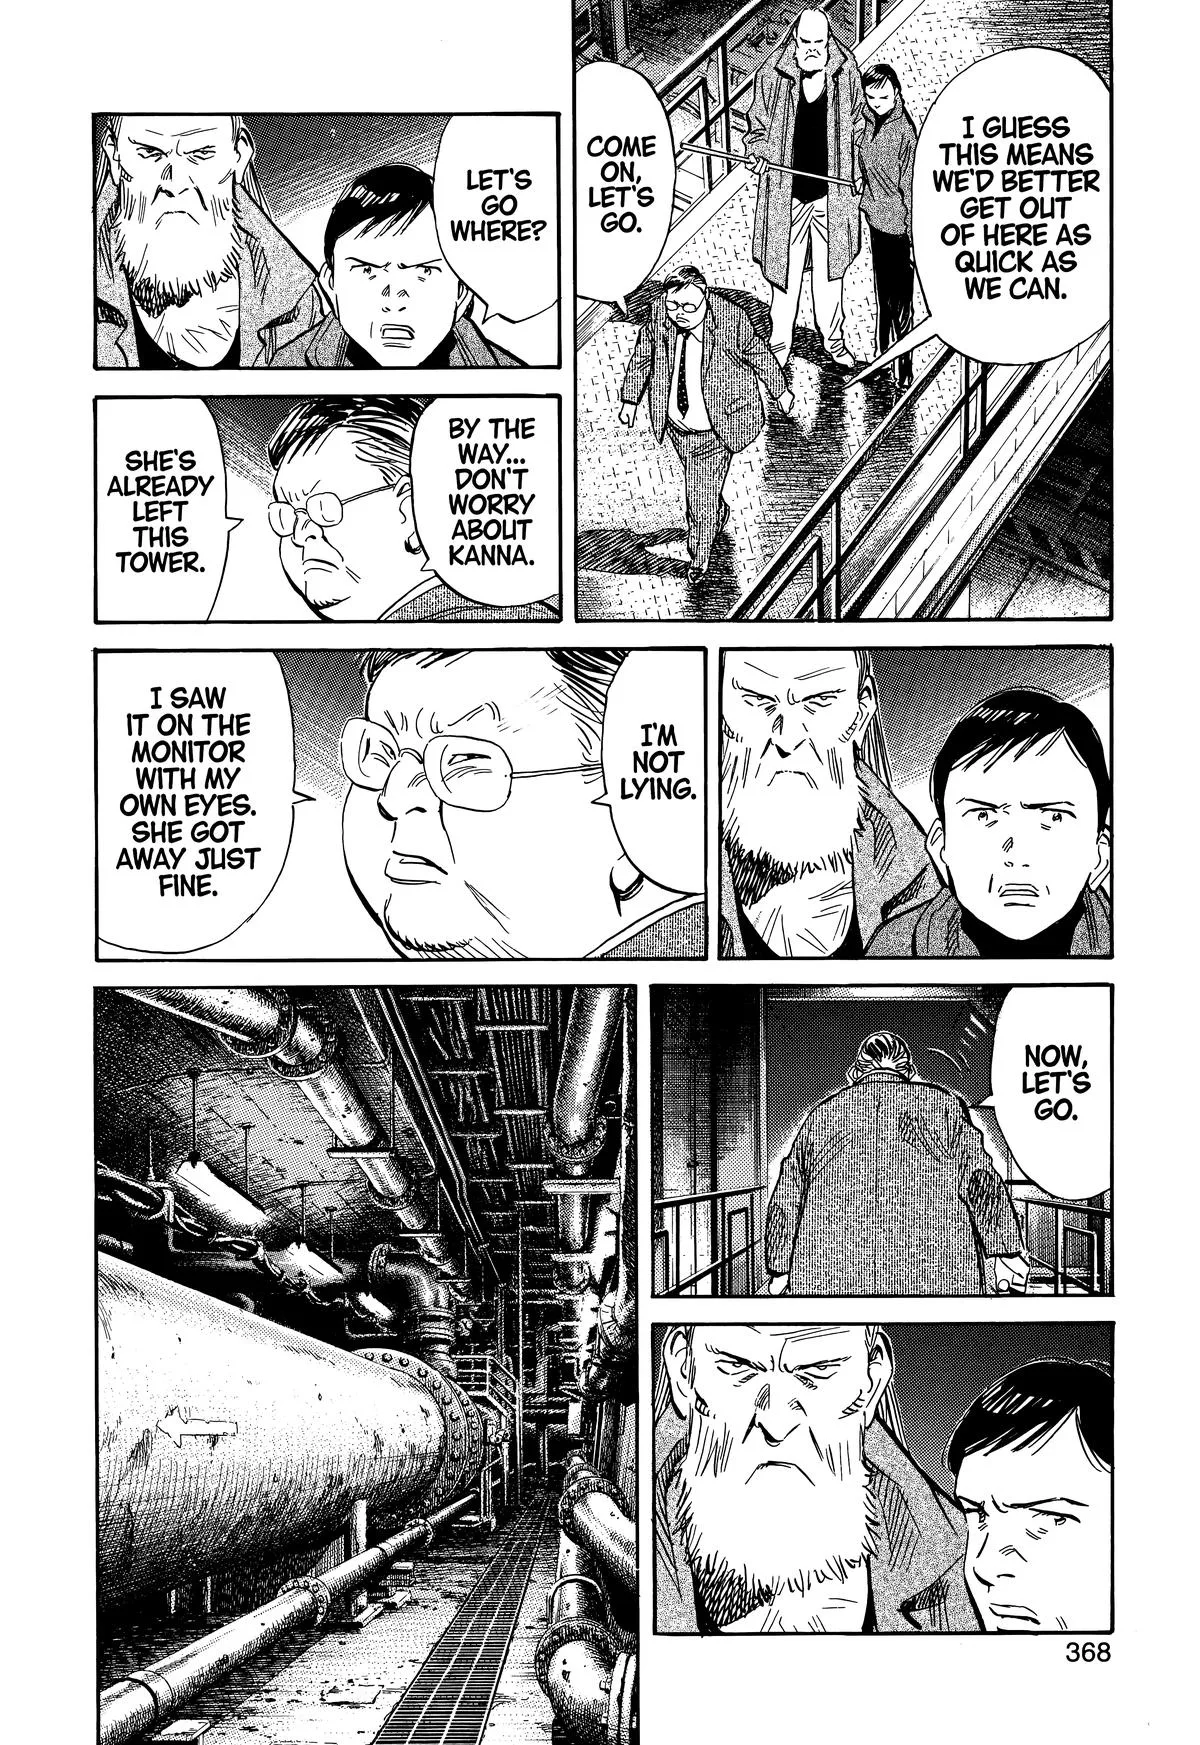 I GUESS
THIS MEANS
WE'D BETTER
GET OUT
OF HERE AS
QUICK AS
WE CAN.
COME
ON,
LET'S
GO.
LET'S
GO
WHERE?
BY THE
WAY...
DON'T
WORRY
ABOUT
KANNA.
SHE'S
ALREADY
LEFT
THIS
TOWER.
I'M
NOT
LYING.
I SAW
IT ON THE
MONITOR
WITH MY
OWN EYES.
SHE GOT
AWAY JUST
FINE.
NOW,
LET'S
GO.
368